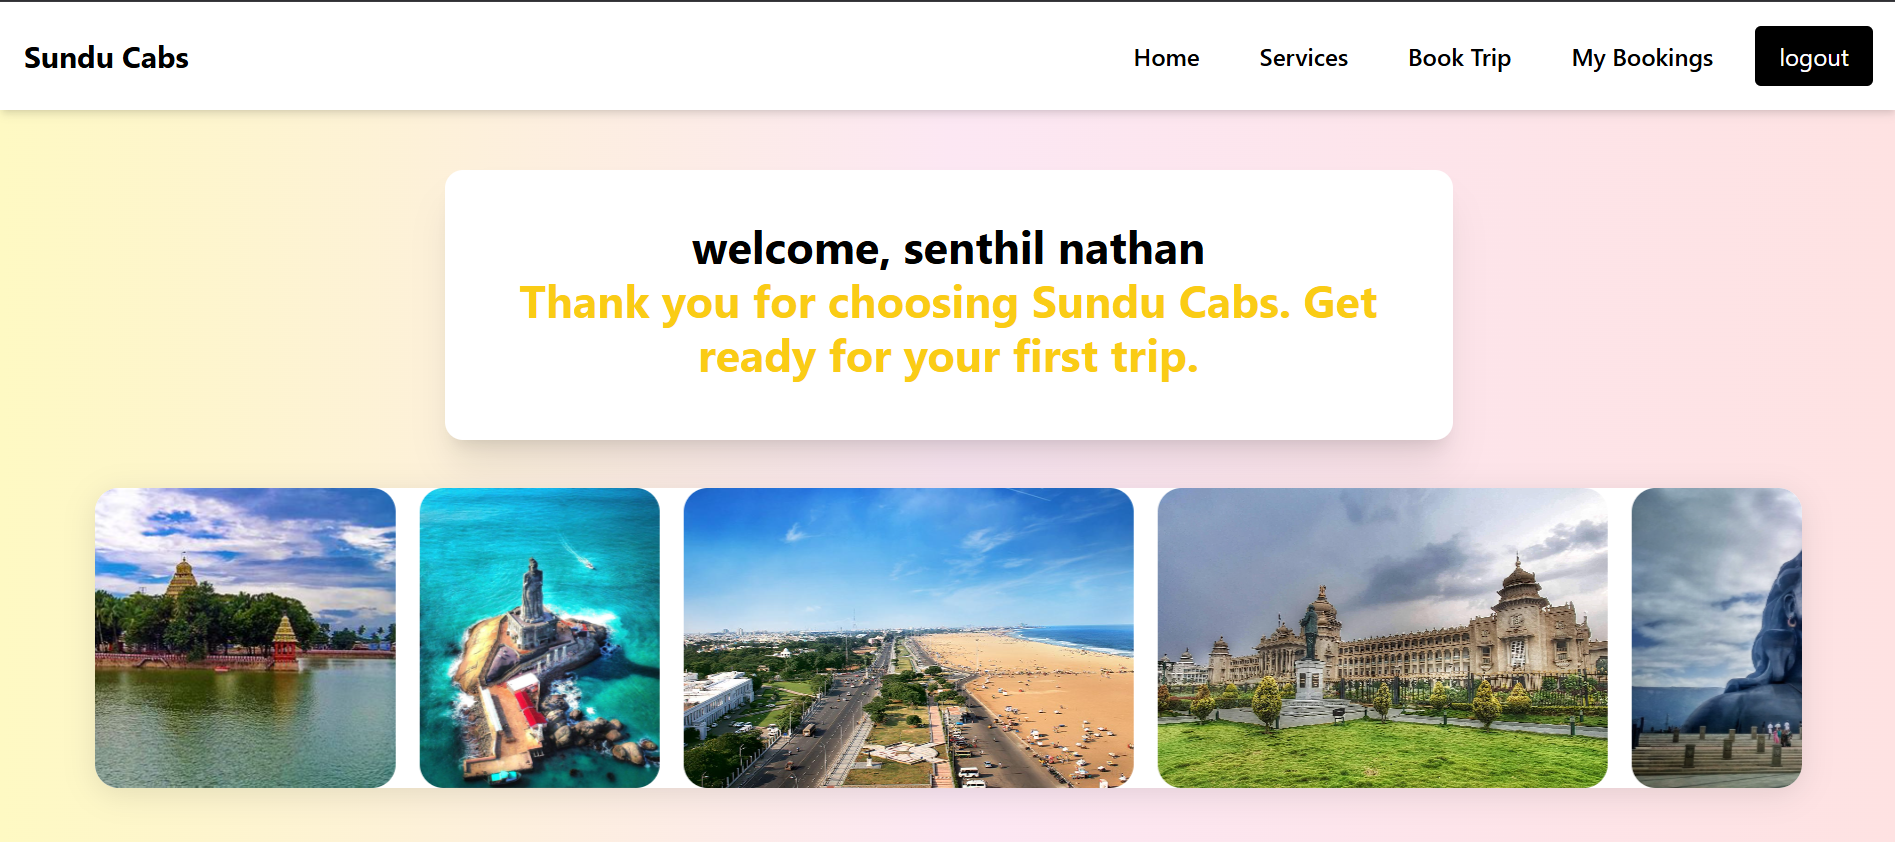 Sundu Cabs
Home
Services
Book Trip
My Bookings
logout
welcome, senthil nathan
Thank you for choosing Sundu Cabs. Get
ready for your first trip.